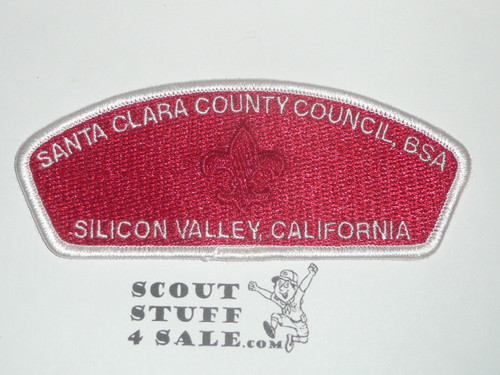 SANTA CLARA COUNTY COUNCIL, BSA
SILICON VALLEY, CALIFORNIA
SCOUT
STUFF
4 SALE.COM